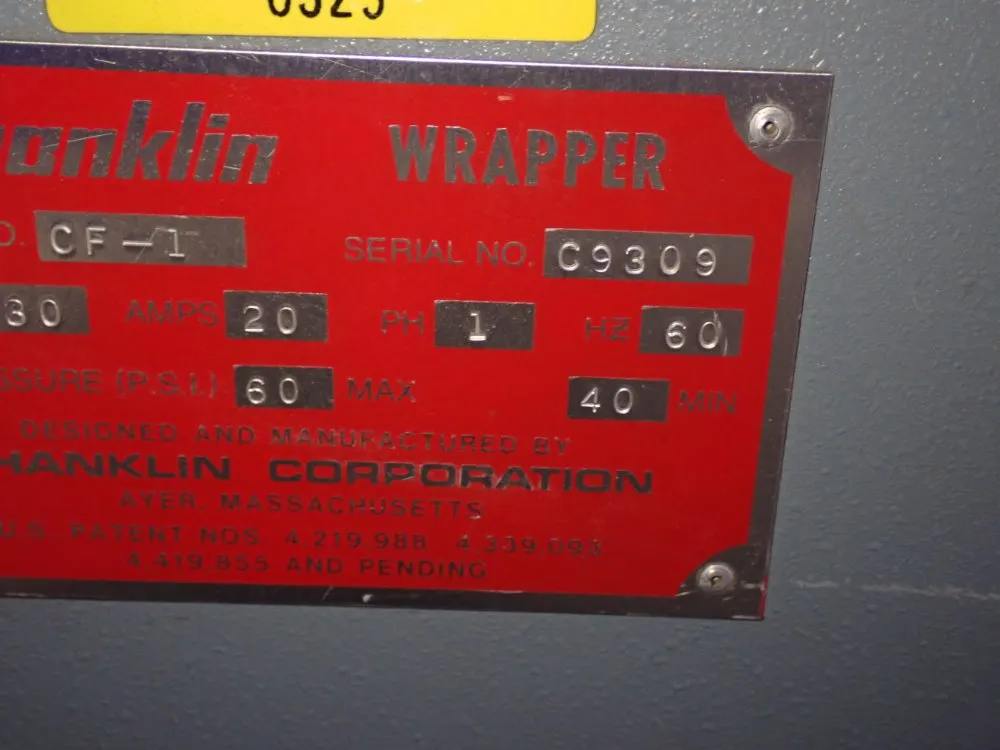 0325
anklin WRAPPER
O. CF-1 SERIAL NO. C9309
30 AMPS 20 PH 1 HZ 60
SSURE (P.S.I.) 60 MAX 40 MIN
DESIGNED AND MANUFACTURED BY
HANKLIN CORPORATION
AYER, MASSACHUSETTS
U.S. PATENT NOS. 4,219,988 4,339,093
4,419,855 AND PENDING